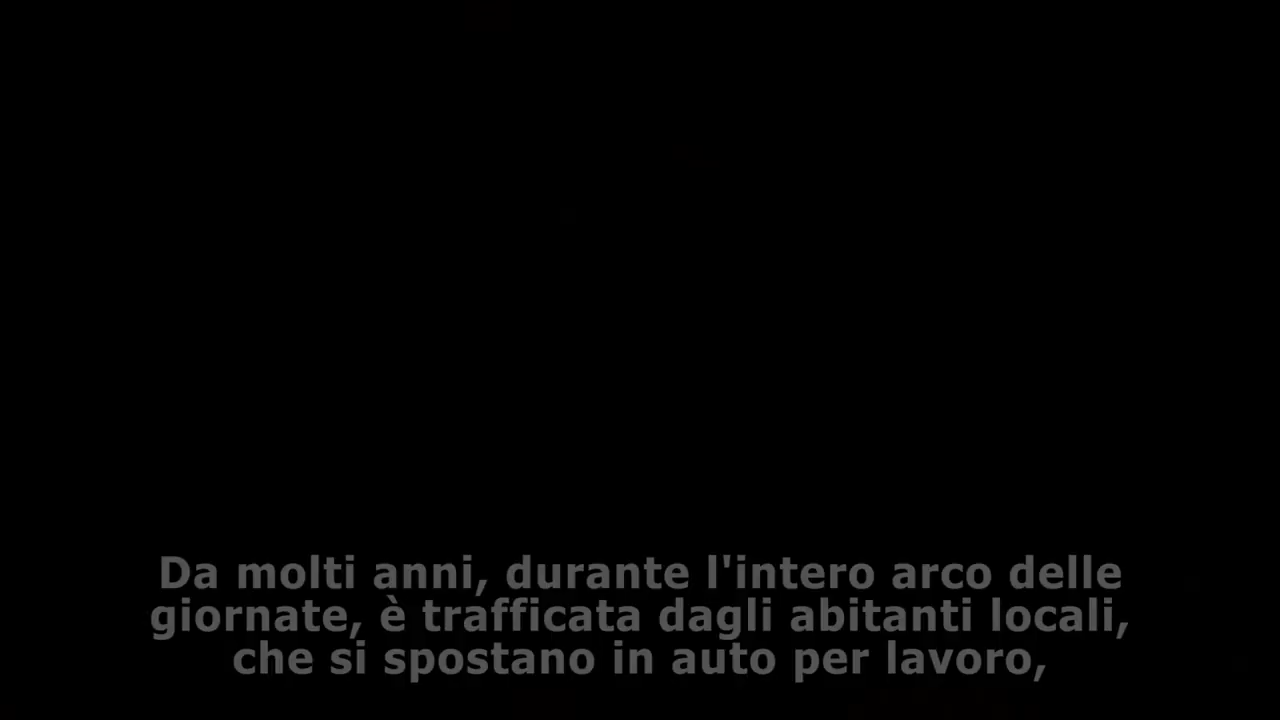 Da molti anni, durante l'intero arco delle
giornate, è trafficata dagli abitanti locali,
che si spostano in auto per lavoro,